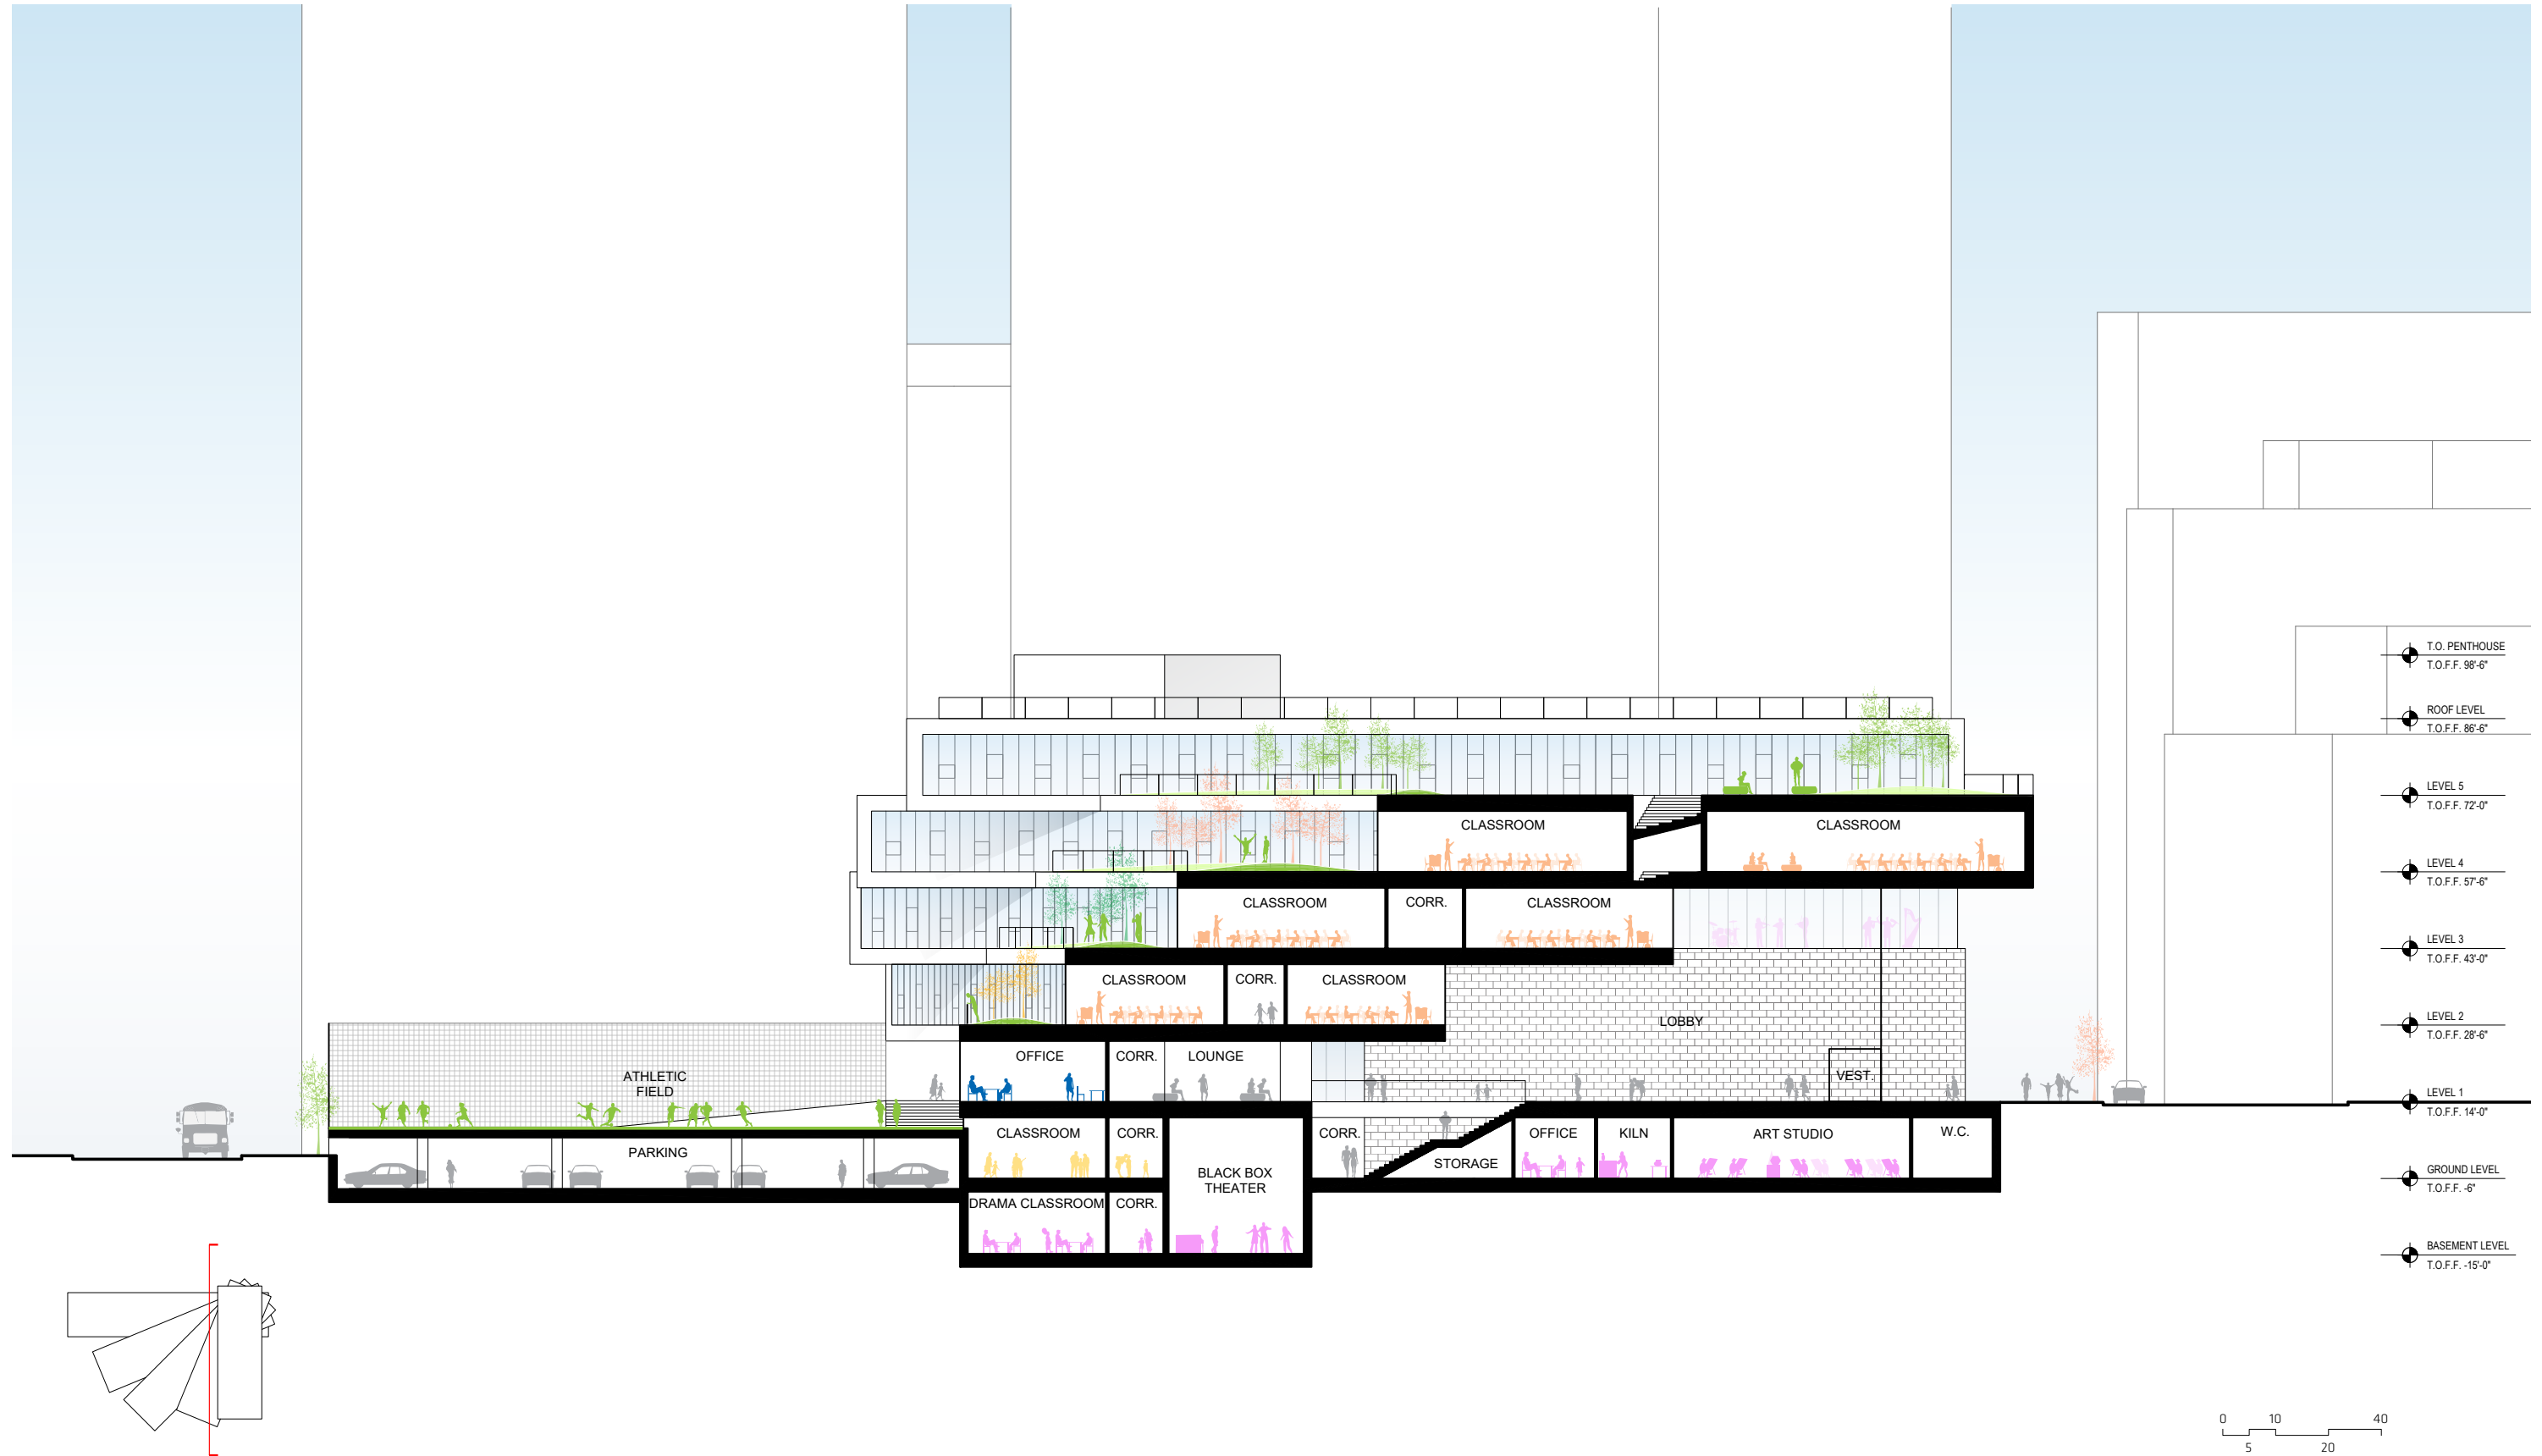 T.O. PENTHOUSE
T.O.F.F. 98'-6"
ROOF LEVEL
T.O.F.F. 86'-6"
LEVEL 5
T.O.F.F. 72'-0"
CLASSROOM
CLASSROOM
LEVEL 4
T.O.F.F. 57'-6"
CLASSROOM
CORR.
CLASSROOM
LEVEL 3
T.O.F.F. 43'-0"
CLASSROOM
CORR.
CLASSROOM
LOBBY
LEVEL 2
T.O.F.F. 28'-6"
ATHLETIC
FIELD
OFFICE
CORR.
LOUNGE
VEST.
LEVEL 1
T.O.F.F. 14'-0"
PARKING
CLASSROOM
CORR.
BLACK BOX
THEATER
CORR.
STORAGE
OFFICE
KILN
ART STUDIO
W.C.
GROUND LEVEL
T.O.F.F. -6"
DRAMA CLASSROOM
CORR.
BASEMENT LEVEL
T.O.F.F. -15'-0"
0 10 40
5 20